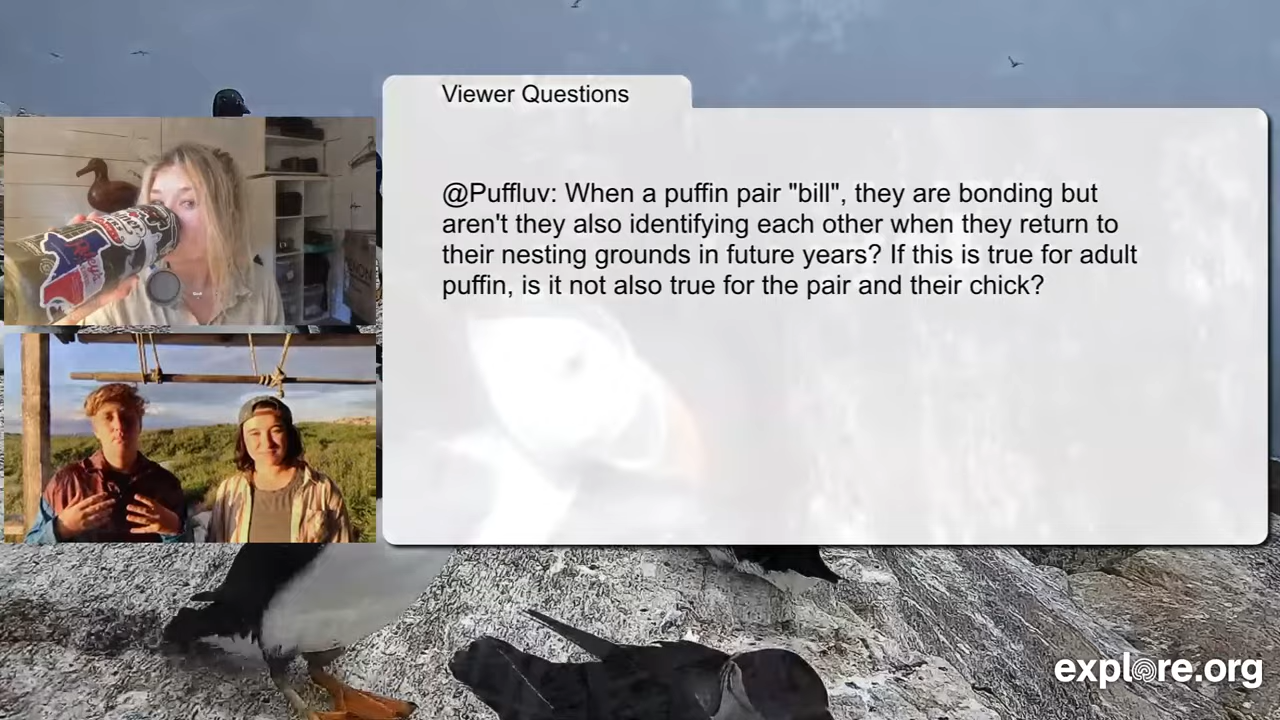 Viewer Questions
@Puffluv: When a puffin pair "bill", they are bonding but
aren't they also identifying each other when they return to
their nesting grounds in future years? If this is true for adult
puffin, is it not also true for the pair and their chick?
explore.org